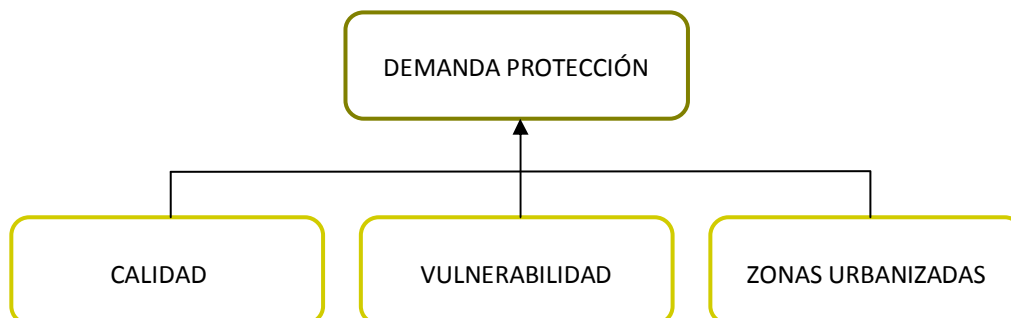 DEMANDA PROTECCIÓN
CALIDAD
VULNERABILIDAD
ZONAS URBANIZADAS